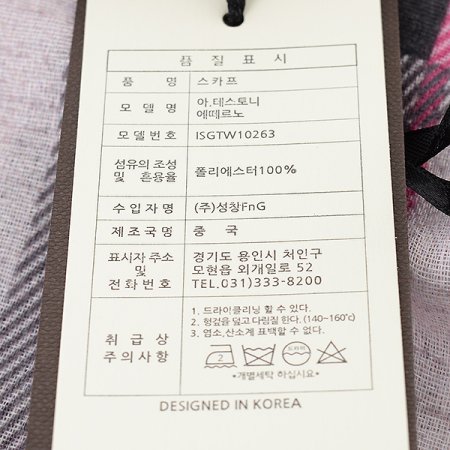 품 질 표 시
품 명 스카프
모 델 명 아.테스토니
에떼르노
모델번호 ISGTW10263
섬유의 조성
및 혼용율 폴리에스터100%
수입자명 (주)성창FnG
제조국명 중 국
표시자 주소
및
전화번호
경기도 용인시 처인구
모현읍 외개일로 52
TEL.031)333-8200
취 급 상
주의사항
1. 드라이클리닝 할 수 있다.
2. 헝겊을 덮고 다림질 한다. (140~160℃)
3. 염소,산소계 표백할 수 없다.
2 드라이
*개별세탁 하십시요*
DESIGNED IN KOREA